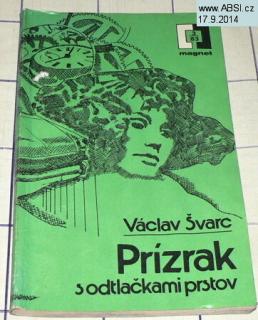 www.ABSI.cz
17.9.2014
magnet
Václav Švarc
Prízrak
s odtlačkami prstov